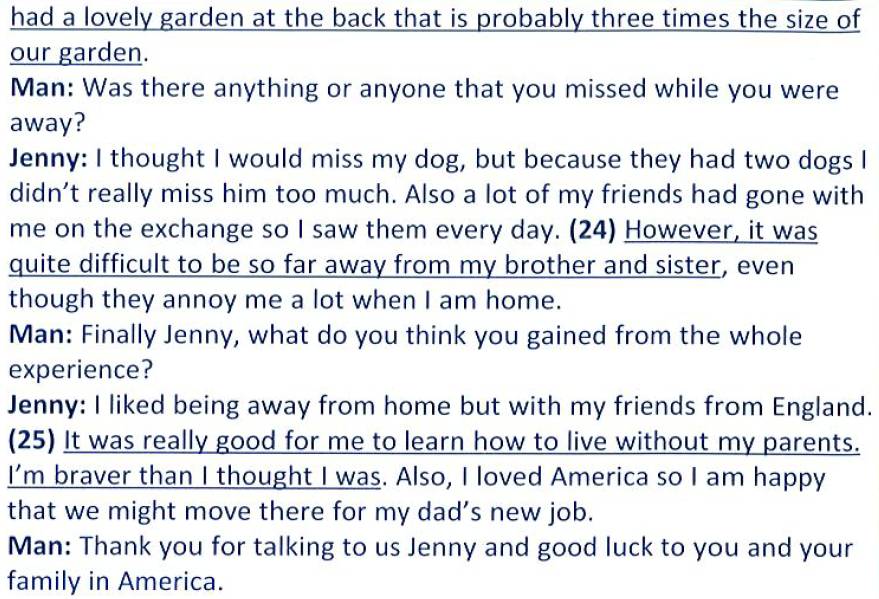 had a lovely garden at the back that is probably three times the size of
our garden.
Man: Was there anything or anyone that you missed while you were
away?
Jenny: I thought I would miss my dog, but because they had two dogs I
didn't really miss him too much. Also a lot of my friends had gone with
me on the exchange so I saw them every day. (24) However, it was
quite difficult to be so far away from my brother and sister, even
though they annoy me a lot when I am home.
Man: Finally Jenny, what do you think you gained from the whole
experience?
Jenny: I liked being away from home but with my friends from England.
(25) It was really good for me to learn how to live without my parents.
I'm braver than I thought I was. Also, I loved America so I am happy
that we might move there for my dad's new job.
Man: Thank you for talking to us Jenny and good luck to you and your
family in America.